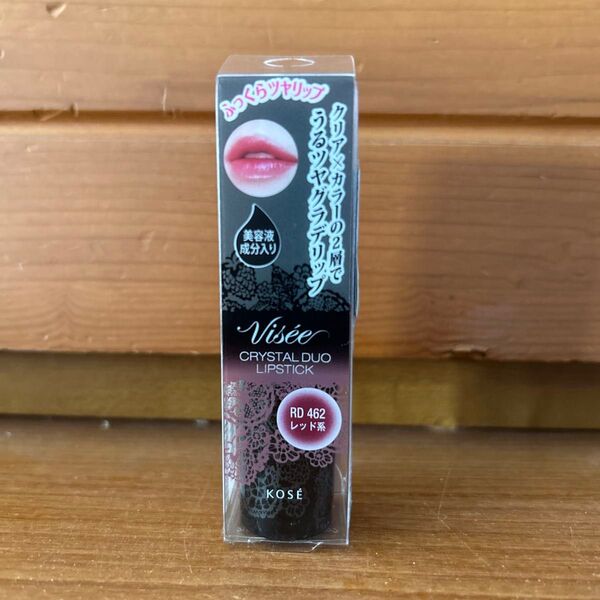 ふっくらツヤリップ
クリア×カラーの2層で
うるツヤグラデリップ
美容液
成分入り
Visée
CRYSTAL DUO
LIPSTICK
RD 462
レッド系
KOSÉ